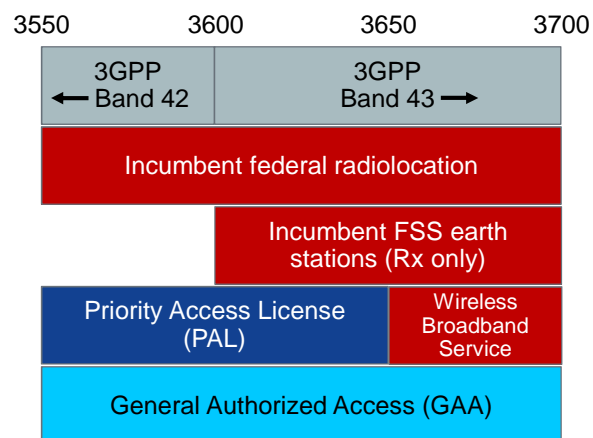 3550 3600 3650 3700
3GPP
Band 42
3GPP
Band 43
Incumbent federal radiolocation
Incumbent FSS earth
stations (Rx only)
Priority Access License
(PAL)
Wireless
Broadband
Service
General Authorized Access (GAA)